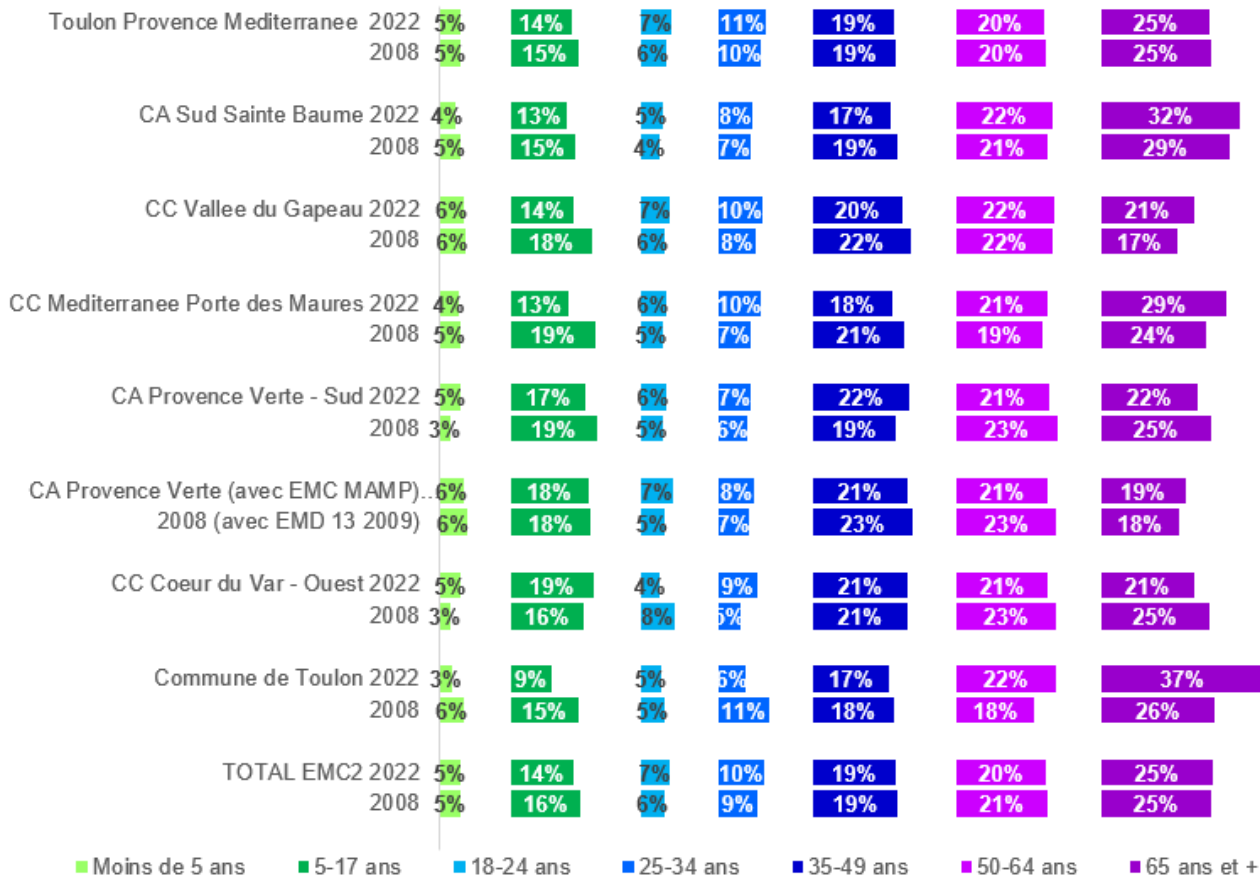 Toulon Provence Mediterranee 2022 5% 14% 7% 11% 19% 20% 25%
2008 5% 15% 6% 10% 19% 20% 25%
CA Sud Sainte Baume 2022 4% 13% 5% 8% 17% 22% 32%
2008 5% 15% 4% 7% 19% 21% 29%
CC Vallee du Gapeau 2022 6% 14% 7% 10% 20% 22% 21%
2008 6% 18% 6% 8% 22% 22% 17%
CC Mediterranee Porte des Maures 2022 4% 13% 6% 10% 18% 21% 29%
2008 5% 19% 5% 7% 21% 19% 24%
CA Provence Verte - Sud 2022 5% 17% 6% 7% 22% 21% 22%
2008 3% 19% 5% 6% 19% 23% 25%
CA Provence Verte (avec EMC MAMP)... 6% 18% 7% 8% 21% 21% 19%
2008 (avec EMD 13 2009) 6% 18% 5% 7% 23% 23% 18%
CC Coeur du Var - Ouest 2022 5% 19% 4% 9% 21% 21% 21%
2008 3% 16% 8% 5% 21% 23% 25%
Commune de Toulon 2022 3% 9% 5% 6% 17% 22% 37%
2008 6% 15% 5% 11% 18% 18% 26%
TOTAL EMC2 2022 5% 14% 7% 10% 19% 20% 25%
2008 5% 16% 6% 9% 19% 21% 25%
Moins de 5 ans 5-17 ans 18-24 ans 25-34 ans 35-49 ans 50-64 ans 65 ans et +